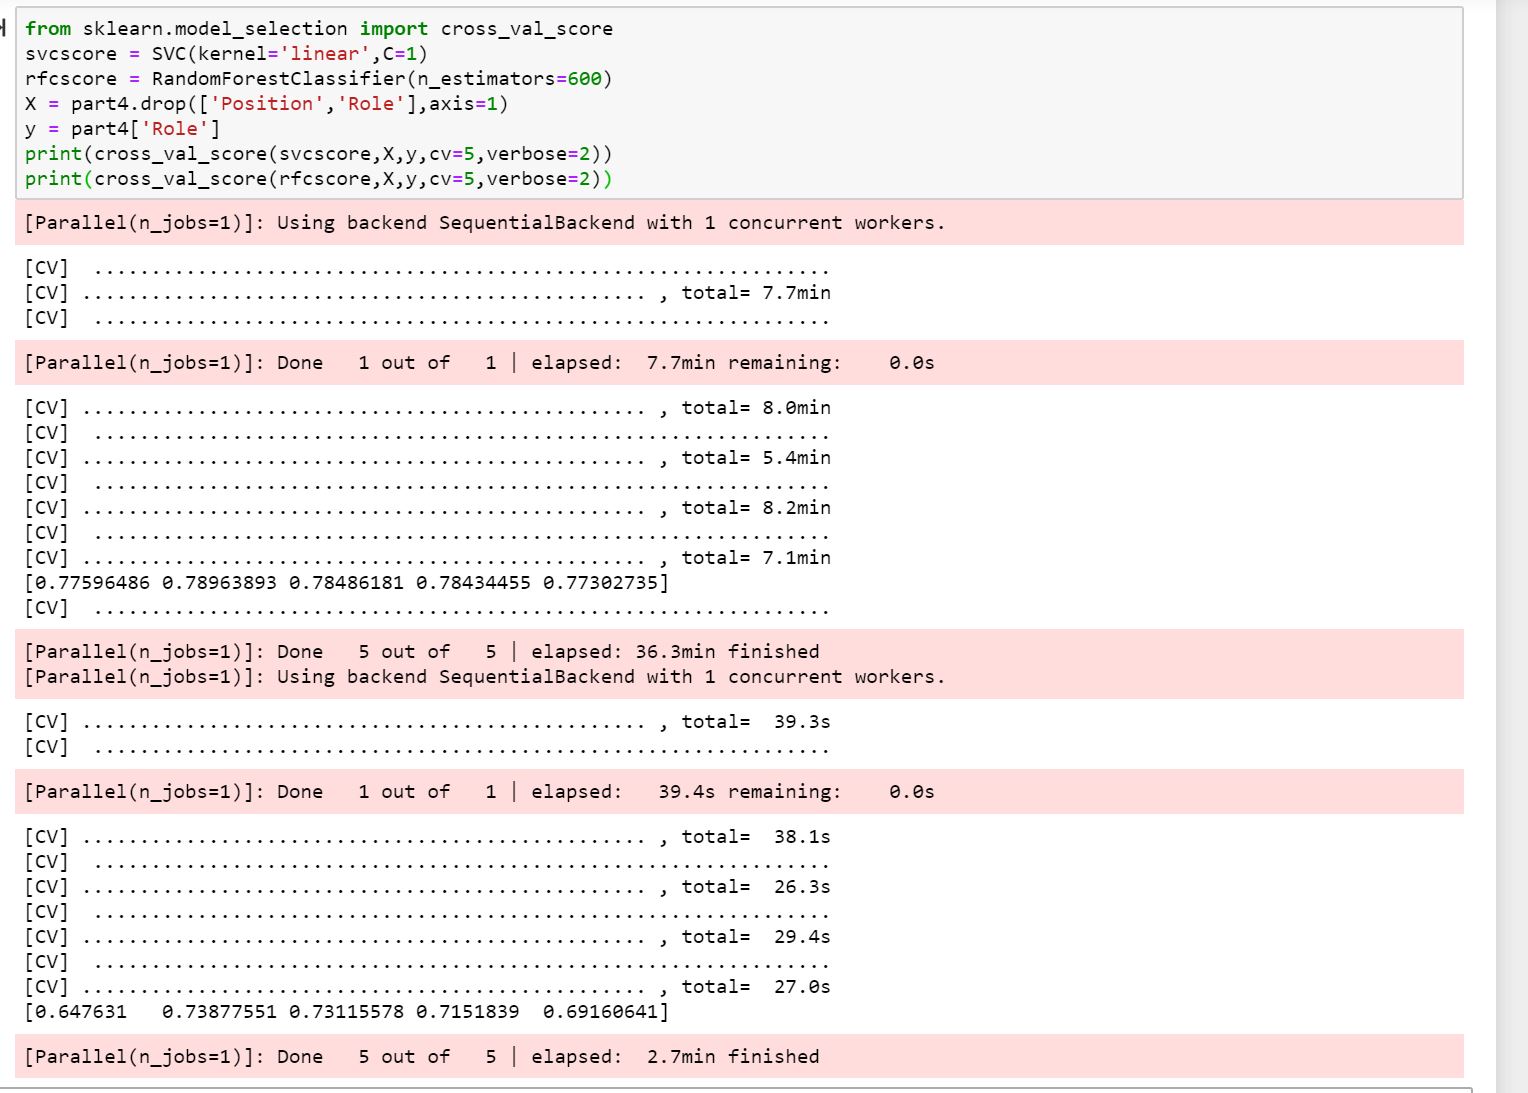 from sklearn.model_selection import cross_val_score
svcscore = SVC(kernel='linear',C=1)
rfcscore = RandomForestClassifier(n_estimators=600)
X = part4.drop(['Position','Role'],axis=1)
y = part4['Role']
print(cross_val_score(svcscore,X,y,cv=5,verbose=2))
print(cross_val_score(rfcscore,X,y,cv=5,verbose=2))
[Parallel(n_jobs=1)]: Using backend SequentialBackend with 1 concurrent workers.
[CV]  ................................................................
[CV] ................................................. , total= 7.7min
[CV]  ................................................................
[Parallel(n_jobs=1)]: Done   1 out of   1 | elapsed:  7.7min remaining:    0.0s
[CV] ................................................. , total= 8.0min
[CV]  ................................................................
[CV] ................................................. , total= 5.4min
[CV]  ................................................................
[CV] ................................................. , total= 8.2min
[CV]  ................................................................
[CV] ................................................. , total= 7.1min
[0.77596486 0.78963893 0.78486181 0.78434455 0.77302735]
[CV]  ................................................................
[Parallel(n_jobs=1)]: Done   5 out of   5 | elapsed: 36.3min finished
[Parallel(n_jobs=1)]: Using backend SequentialBackend with 1 concurrent workers.
[CV] ................................................. , total=  39.3s
[CV]  ................................................................
[Parallel(n_jobs=1)]: Done   1 out of   1 | elapsed:   39.4s remaining:    0.0s
[CV] ................................................. , total=  38.1s
[CV]  ................................................................
[CV] ................................................. , total=  26.3s
[CV]  ................................................................
[CV] ................................................. , total=  29.4s
[CV]  ................................................................
[CV] ................................................. , total=  27.0s
[0.647631   0.73877551 0.73115578 0.7151839  0.69160641]
[Parallel(n_jobs=1)]: Done   5 out of   5 | elapsed:  2.7min finished